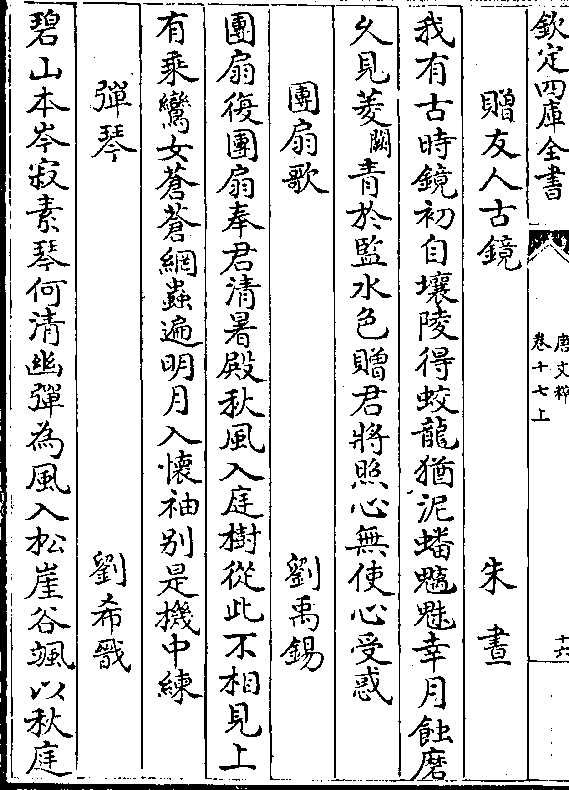 欽定四庫全書
唐文粹
卷十七上
十六
贈友人古鏡 朱晝
我有古時鏡初自壞陵得蛟龍猶泥蟠魑魅幸月蝕磨
久見菱闕青於監水色贈君將照心無使心受惑
團扇歌 劉禹錫
團扇復團扇奉君清暑殿秋風入庭樹從此不相見上
有乗鸞女蒼蒼網蟲遍明月入懷袖别是機中練
彈琴 劉希戩
碧山本岑寂素琴何清幽彈為風入松崖谷颯以秋庭